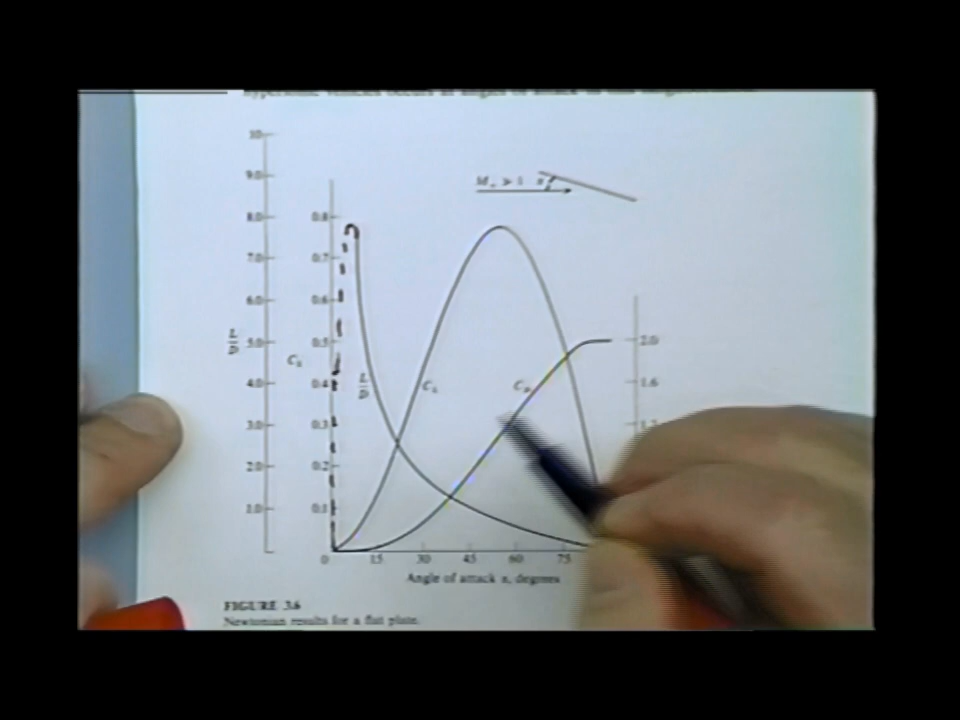 10
9.0
8.0
7.0
6.0
5.0
4.0
3.0
2.0
1.0
L/D
0.8
0.7
0.6
0.5
0.4
0.3
0.2
0.1
C_L
M∞ ≫ 1 α
L/D
C_L
C_D
2.0
1.6
0 15 30 45 60 75
Angle of attack α, degrees
FIGURE 3.6
Newtonian results for a flat plate.